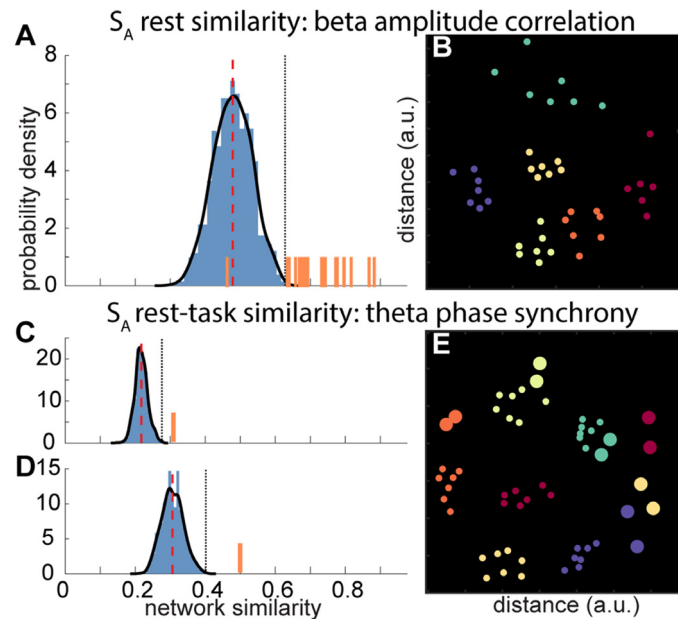 S_A rest similarity: beta amplitude correlation
A
B
8
6
4
2
0
probability density
distance (a.u.)
S_A rest-task similarity: theta phase synchrony
C
E
20
10
0
D
15
10
5
0
0 0.2 0.4 0.6 0.8
network similarity
distance (a.u.)